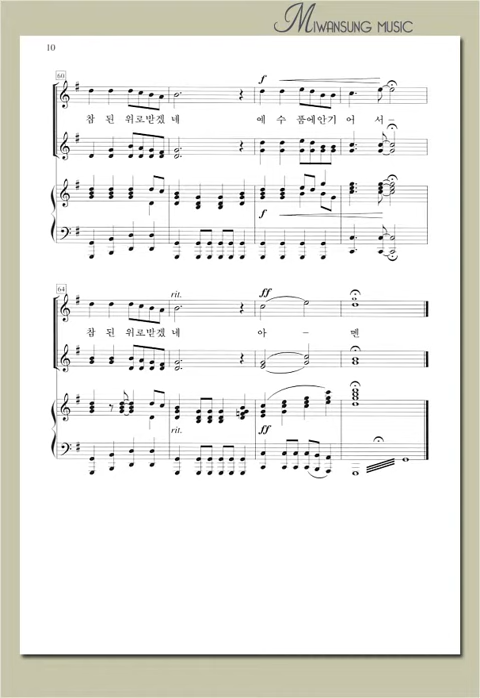 MIWANSUNG MUSIC
10
60
f
참 된 위로받겠 네 예 수 품에안기 어 서 –
f
64
rit. ff
참 된 위로받겠 네 아 – 멘
rit. ff